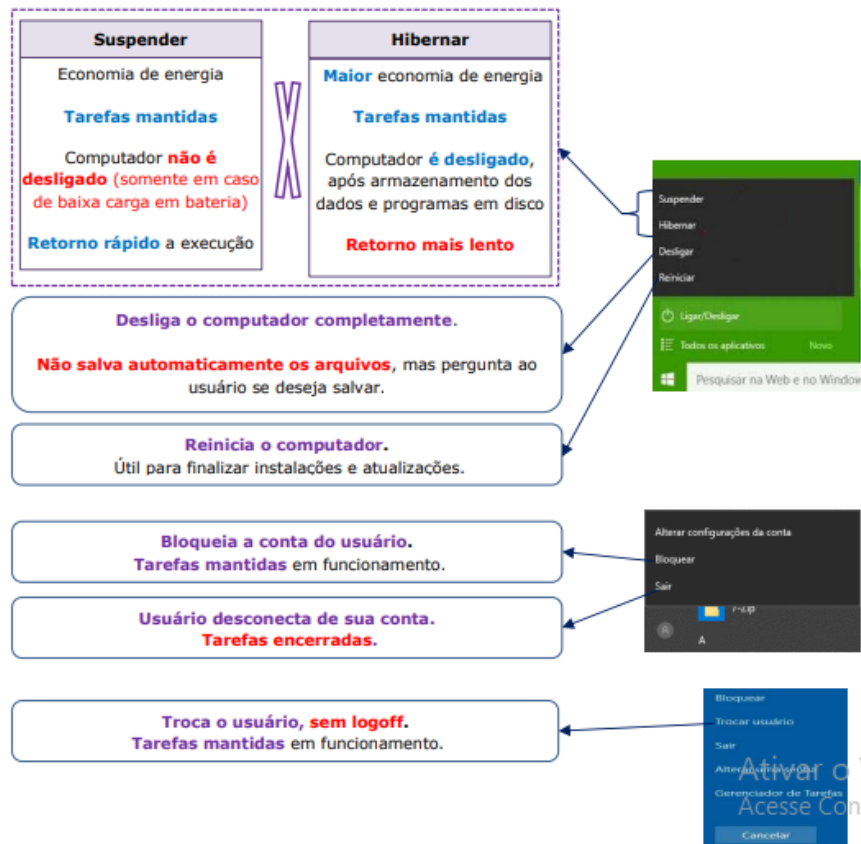 Suspender
Economia de energia
Tarefas mantidas
Computador não é
desligado (somente em caso
de baixa carga em bateria)
Retorno rápido a execução
Hibernar
Maior economia de energia
Tarefas mantidas
Computador é desligado,
após armazenamento dos
dados e programas em disco
Retorno mais lento
Suspender
Hibernar
Desligar
Reiniciar
Ligar/Desligar
Todos os aplicativos Novo
Pesquisar na Web e no Window
Desliga o computador completamente.
Não salva automaticamente os arquivos, mas pergunta ao
usuário se deseja salvar.
Reinicia o computador.
Útil para finalizar instalações e atualizações.
Alterar configurações da conta
Bloquear
Sair
7-Zip
R
A
Bloqueia a conta do usuário.
Tarefas mantidas em funcionamento.
Usuário desconecta de sua conta.
Tarefas encerradas.
Troca o usuário, sem logoff.
Tarefas mantidas em funcionamento.
Bloquear
Trocar usuário
Sair
Alterar uma senha
Gerenciador de Tarefas
Cancelar
Ativar o
Acesse Con